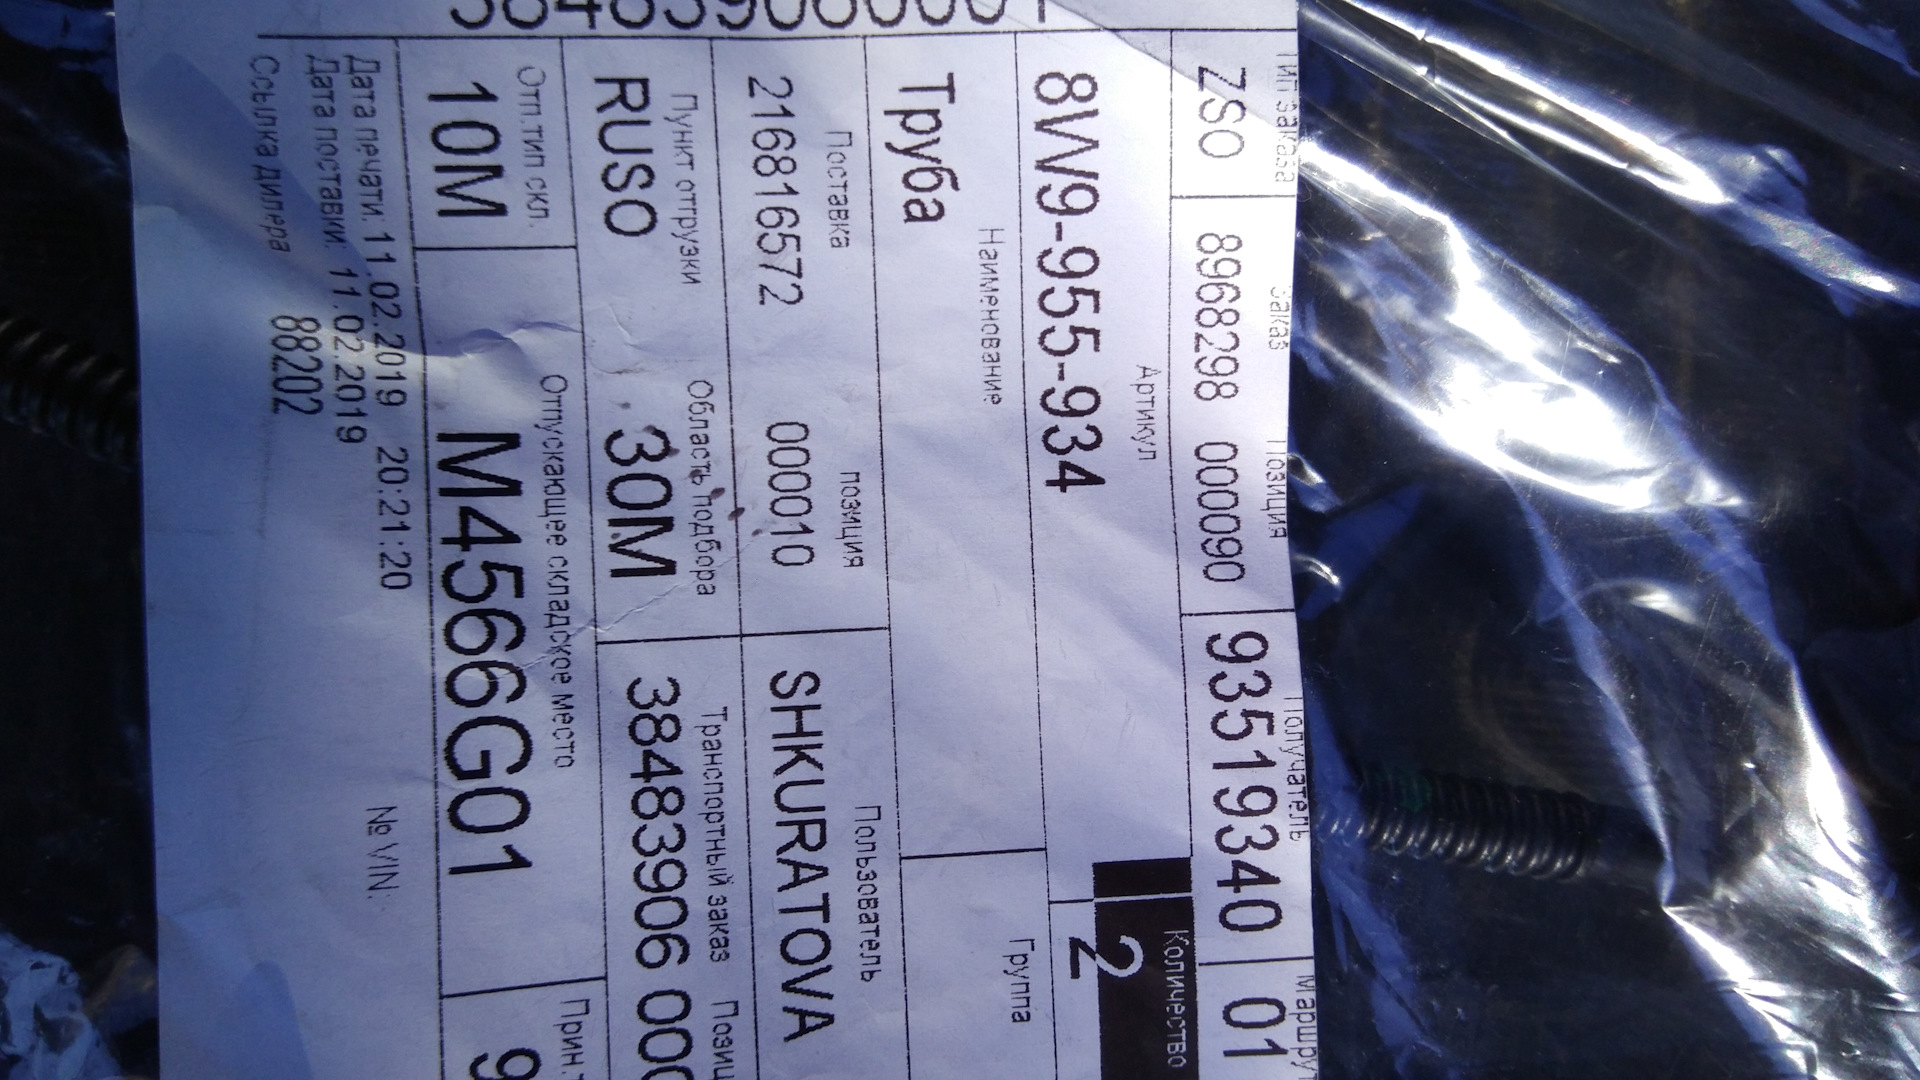 Тип заказа Заказ Позиция Получатель Маршрут
ZSO 8968298 000090 93519340 01
Артикул Количество
8W9-955-934 2
Наименование Группа
Труба
Поставка позиция Пользователь
216816572 000010 SHKURATOVA
Пункт отгрузки Область подбора Транспортный заказ
RUSO 30M 38483906
Отп.тип скл. Отпускающее складское место Прин.
10M M4566G01 9
Дата печати. 11.02.2019 20:21:20 № VIN:
Дата поставки. 11.02.2019
Ссылка дилера 88202